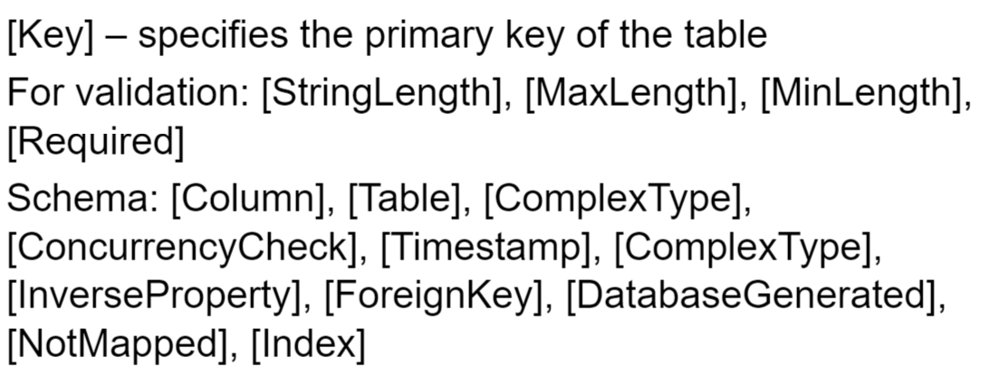 [Key] – specifies the primary key of the table
For validation: [StringLength], [MaxLength], [MinLength],
[Required]
Schema: [Column], [Table], [ComplexType],
[ConcurrencyCheck], [Timestamp], [ComplexType],
[InverseProperty], [ForeignKey], [DatabaseGenerated],
[NotMapped], [Index]